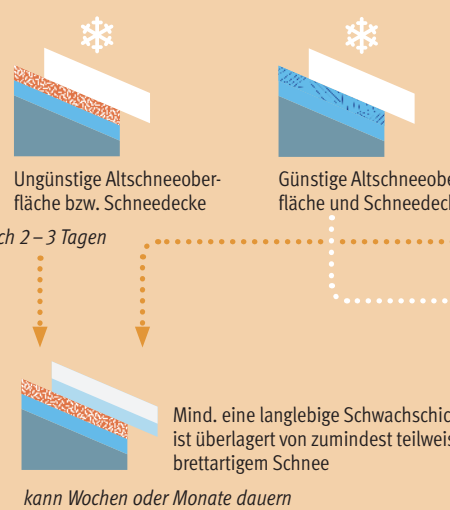 Ungünstige Altschneeober-
fläche bzw. Schneedecke
Günstige Altschneeobe
fläche und Schneedeck
ch 2 – 3 Tagen
Mind. eine langlebige Schwachschic
ist überlagert von zumindest teilweis
brettartigem Schnee
kann Wochen oder Monate dauern